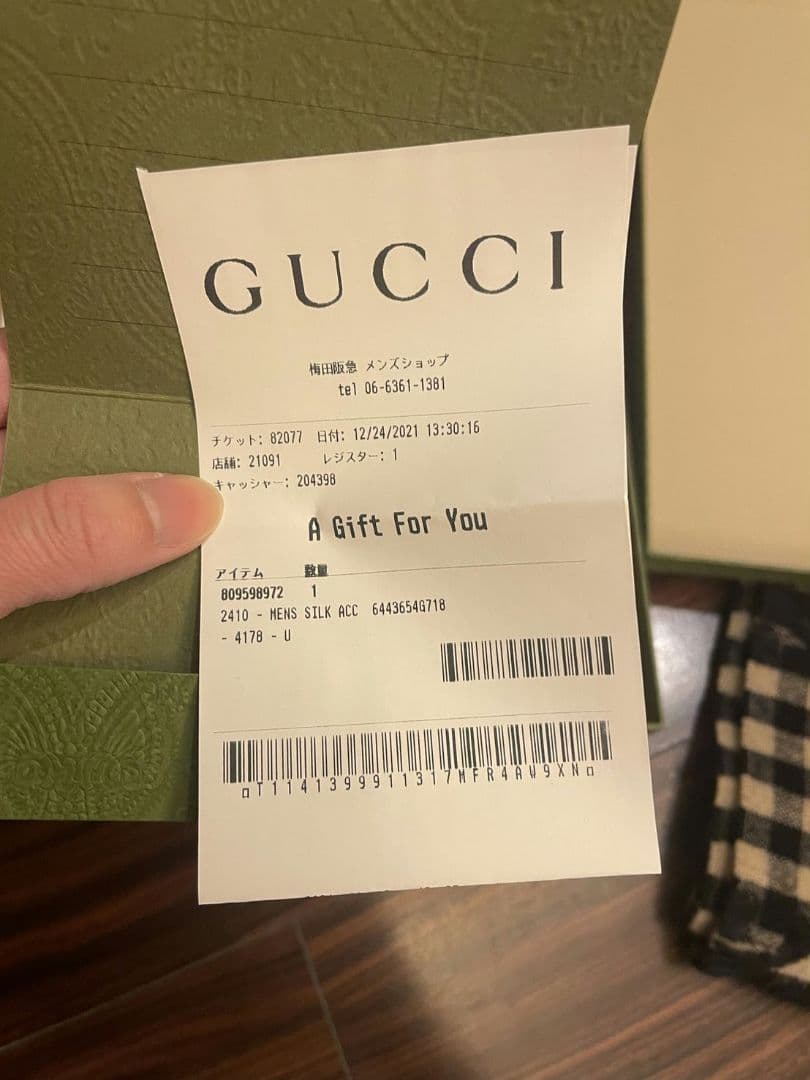 GUCCI
梅田阪急 メンズショップ
tel 06-6361-1381
チケット: 82077 日付: 12/24/2021 13:30:16
店舗: 21091 レジスター: 1
キャッシャー: 204398
A Gift For You
アイテム 数量
809598972 1
2410 - MENS SILK ACC 6443654G718
- 4178 - U
T1141399911317MFR4AW9XN